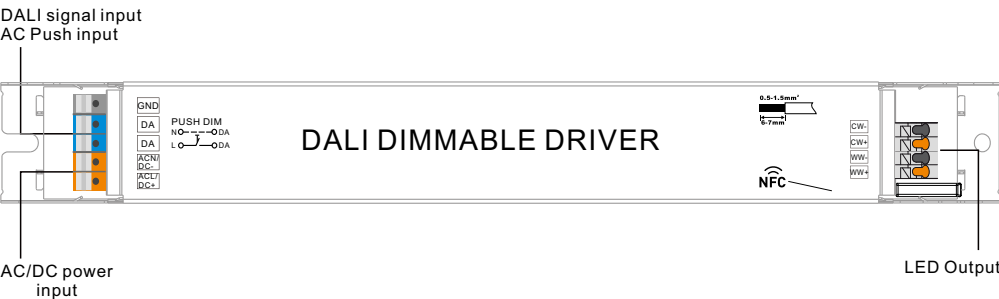 DALI signal input
AC Push input
GND
DA
DA
ACN/
DC-
ACL/
DC+
PUSH DIM
N DA
L DA
DALI DIMMABLE DRIVER
0.5-1.5mm²
6-7mm
NFC
CW-
CW+
WW-
WW+
AC/DC power
input
LED Output